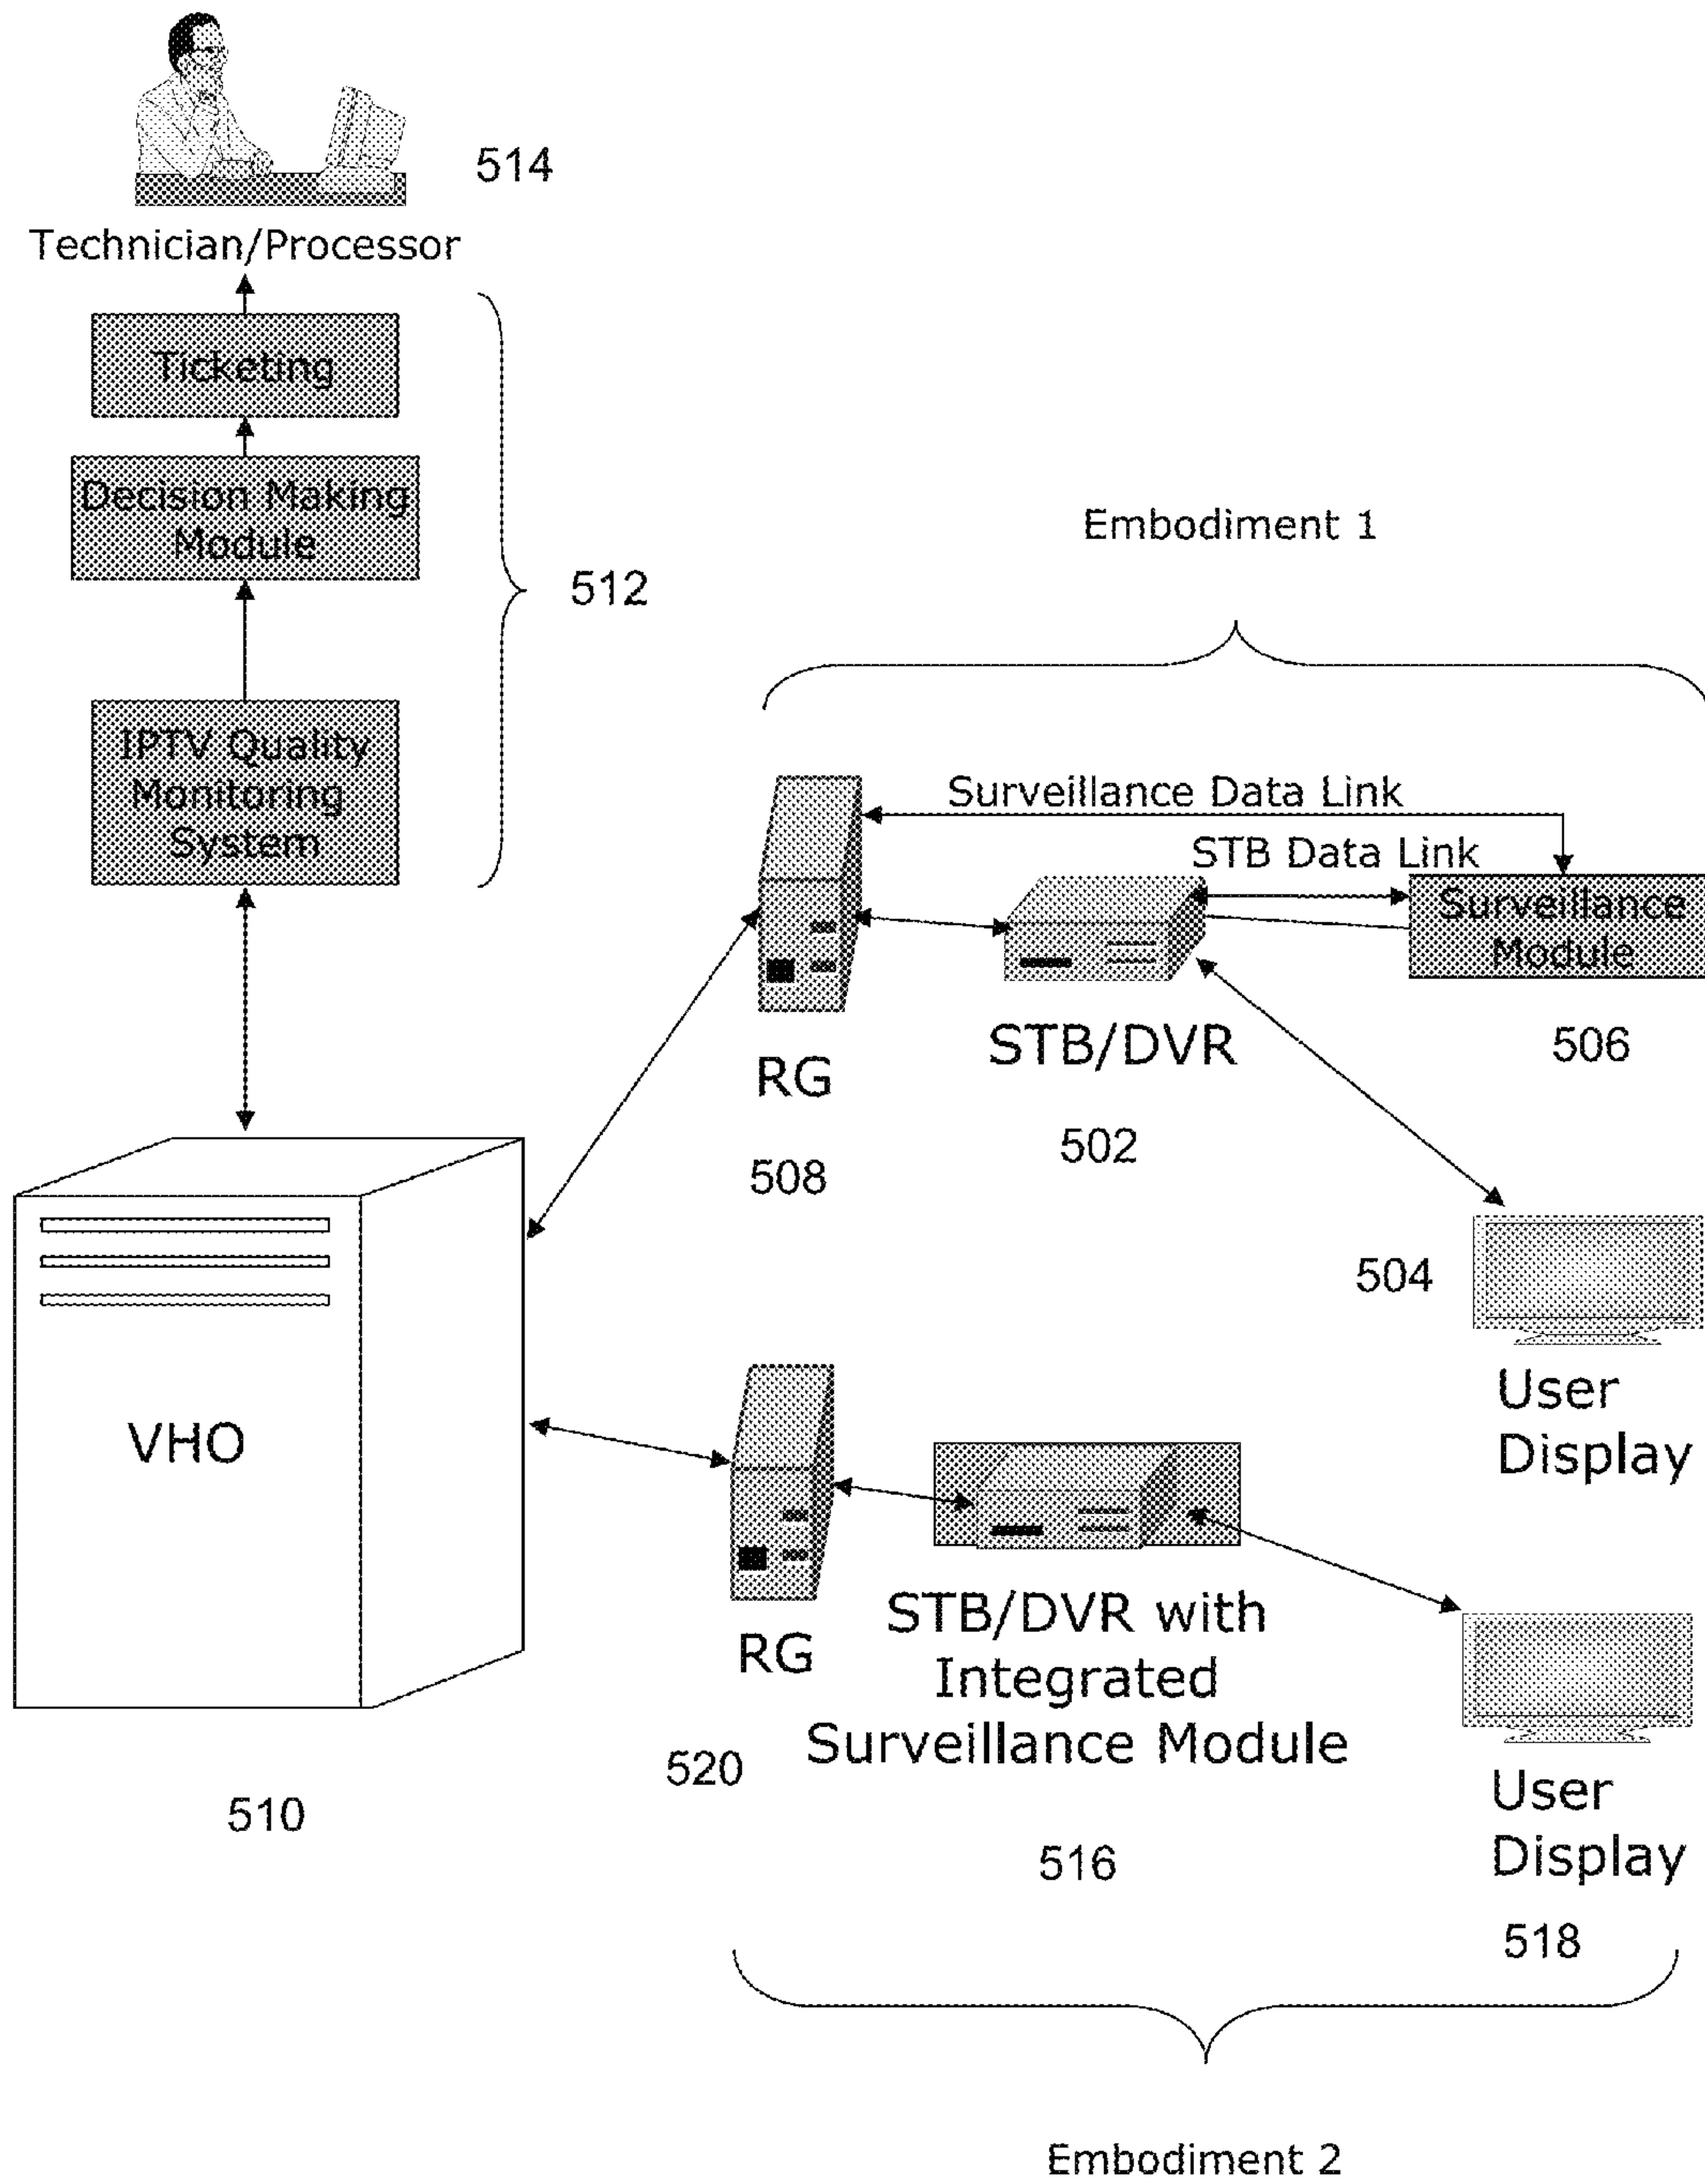 514
Technician/Processor
Ticketing
Decision Making
Module
512
IPTV Quality
Monitoring
System
Embodiment 1
Surveillance Data Link
STB Data Link
Surveillance
Module
506
STB/DVR
502
RG
508
504
User
Display
VHO
510
RG
520
STB/DVR with
Integrated
Surveillance Module
516
User
Display
518
Embodiment 2